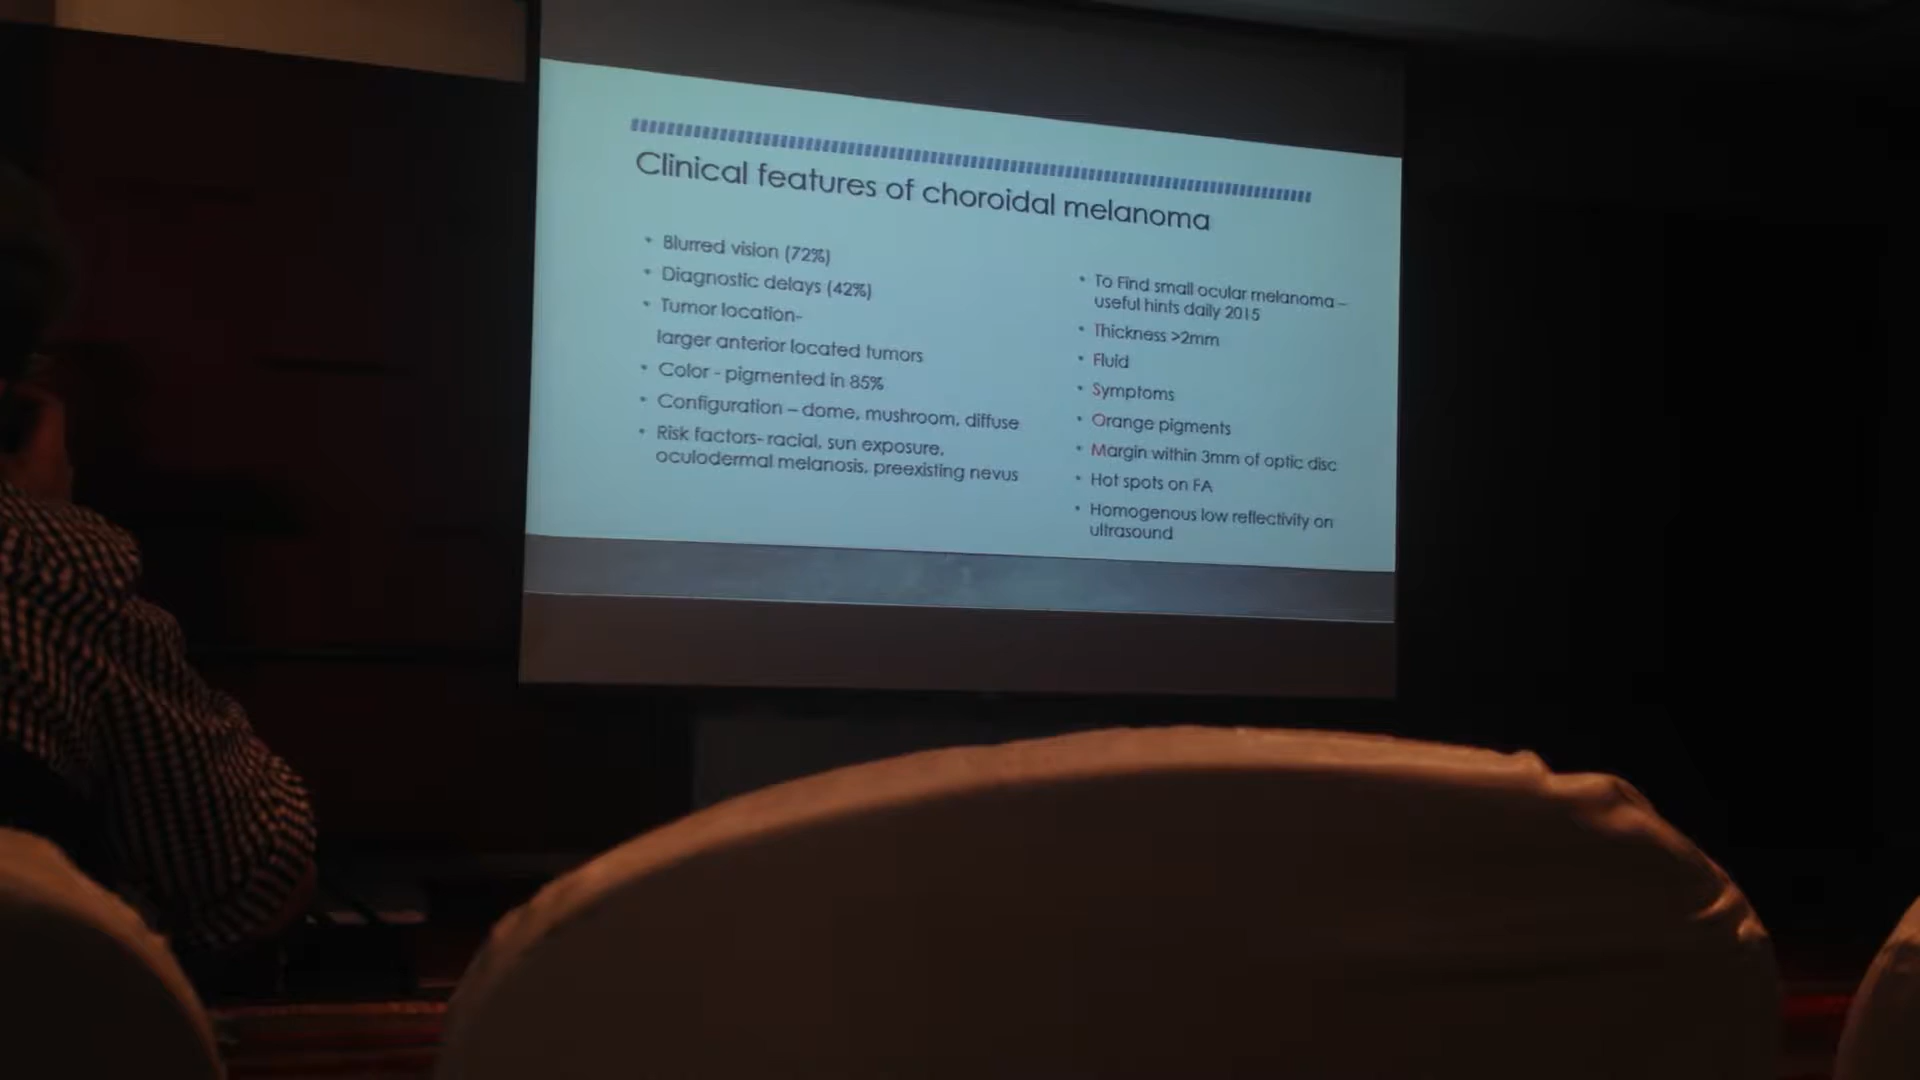 Clinical features of choroidal melanoma
• Blurred vision (72%)
• Diagnostic delays (42%)
• Tumor location-
larger anterior located tumors
• Color - pigmented in 85%
• Configuration – dome, mushroom, diffuse
• Risk factors- racial, sun exposure,
oculodermal melanosis, preexisting nevus
• To Find small ocular melanoma –
useful hints daily 2015
• Thickness >2mm
• Fluid
• Symptoms
• Orange pigments
• Margin within 3mm of optic disc
• Hot spots on FA
• Homogenous low reflectivity on
ultrasound